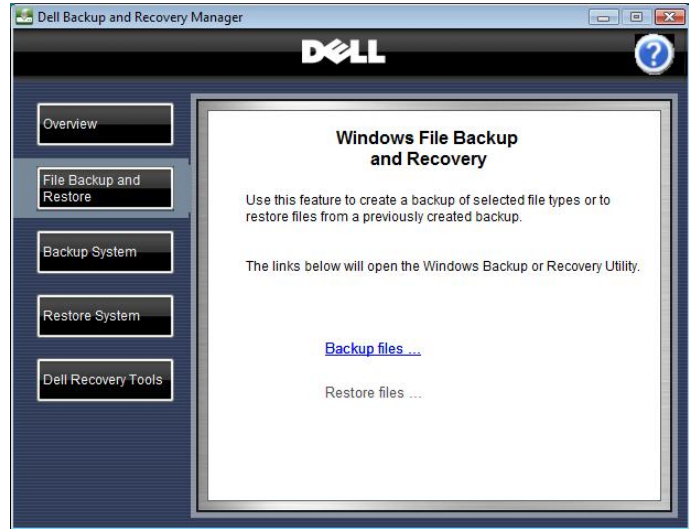 Dell Backup and Recovery Manager
DELL
?
Overview
File Backup and
Restore
Backup System
Restore System
Dell Recovery Tools
Windows File Backup
and Recovery
Use this feature to create a backup of selected file types or to
restore files from a previously created backup.
The links below will open the Windows Backup or Recovery Utility.
Backup files ...
Restore files ...